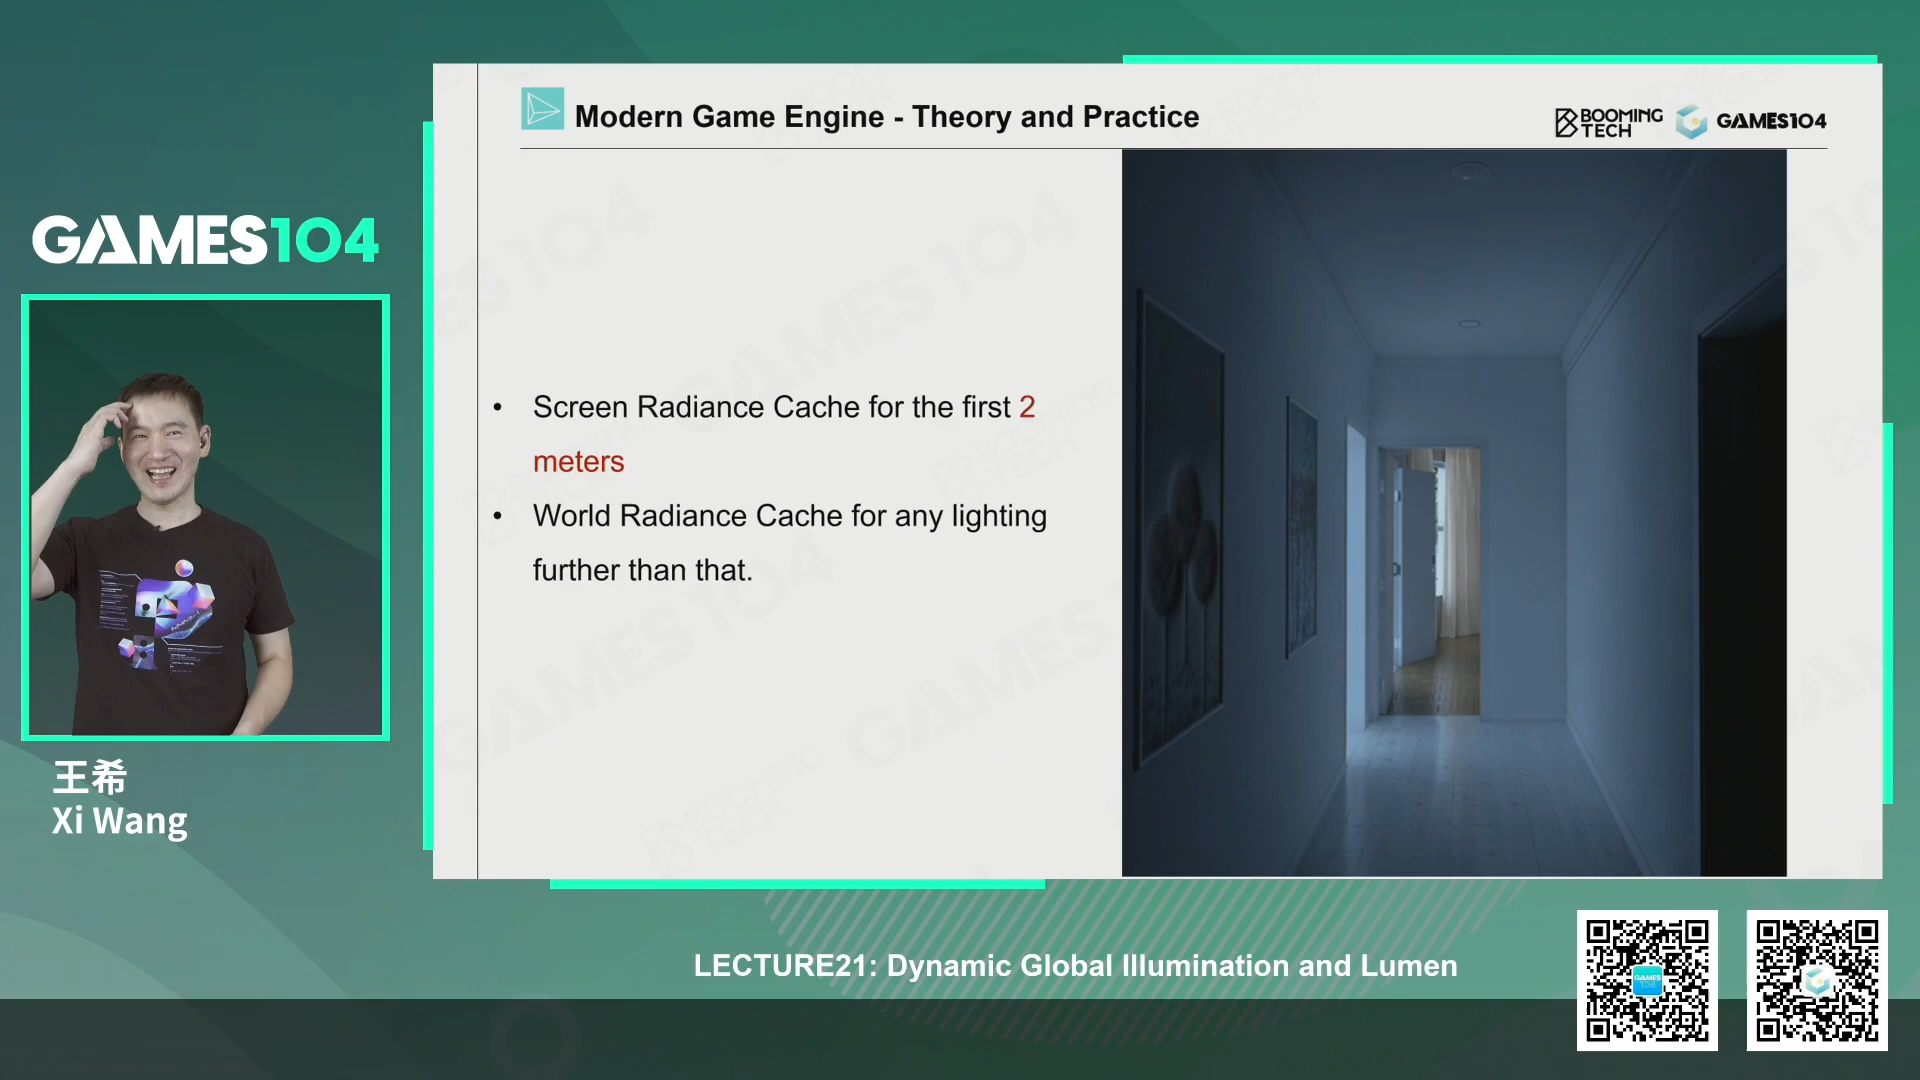 Modern Game Engine - Theory and Practice
BOOMING
TECH
GAMES104
GAMES104
• Screen Radiance Cache for the first 2
meters
• World Radiance Cache for any lighting
further than that.
王希
Xi Wang
LECTURE21: Dynamic Global Illumination and Lumen